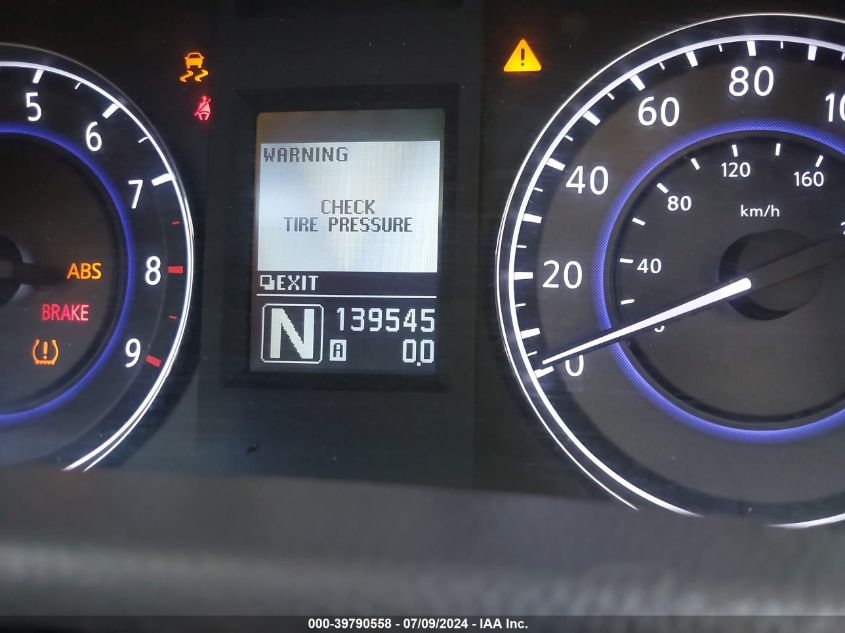 WARNING
CHECK
TIRE PRESSURE
EXIT
N 139545
A 0.0
5
6
7
8
9
ABS
BRAKE
0
20
40
60
80
40
80
120
160
km/h
000-39790558 - 07/09/2024 - IAA Inc.